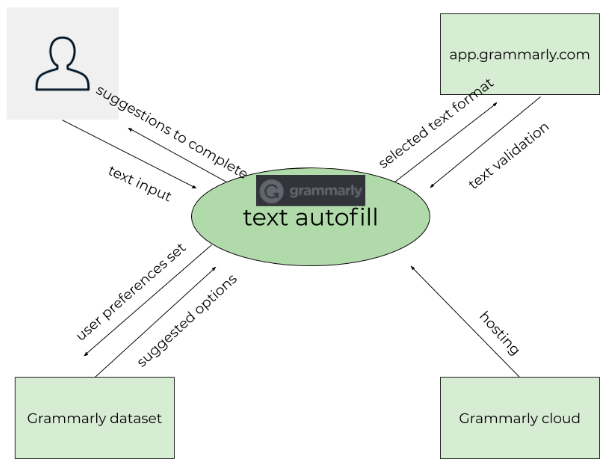 app.grammarly.com
suggestions to complete
selected text format
text validation
text input
grammarly
text autofill
user preferences set
suggested options
hosting
Grammarly dataset
Grammarly cloud